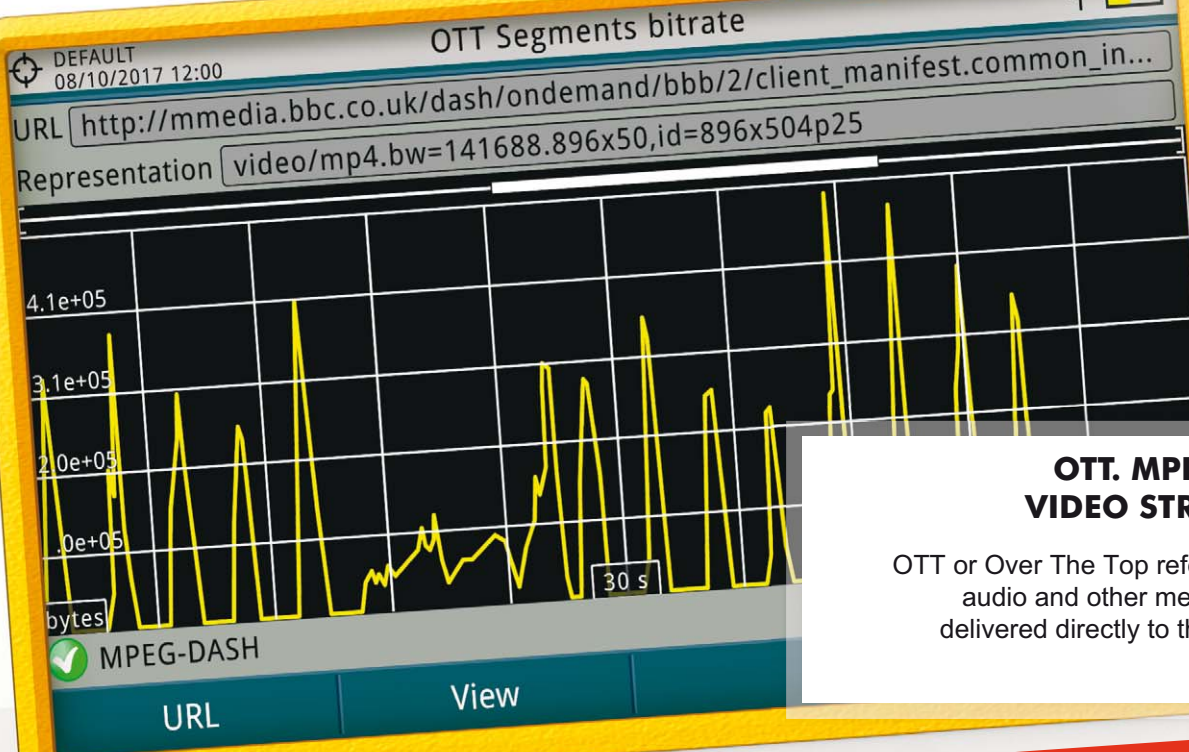 DEFAULT
08/10/2017 12:00
OTT Segments bitrate
URL http://mmedia.bbc.co.uk/dash/ondemand/bbb/2/client_manifest.common_in...
Representation video/mp4.bw=141688.896x50,id=896x504p25
4.1e+05
3.1e+05
2.0e+05
.0e+05
bytes
30 s
MPEG-DASH
URL
View
OTT. MP
VIDEO STR
OTT or Over The Top ref
audio and other me
delivered directly to th